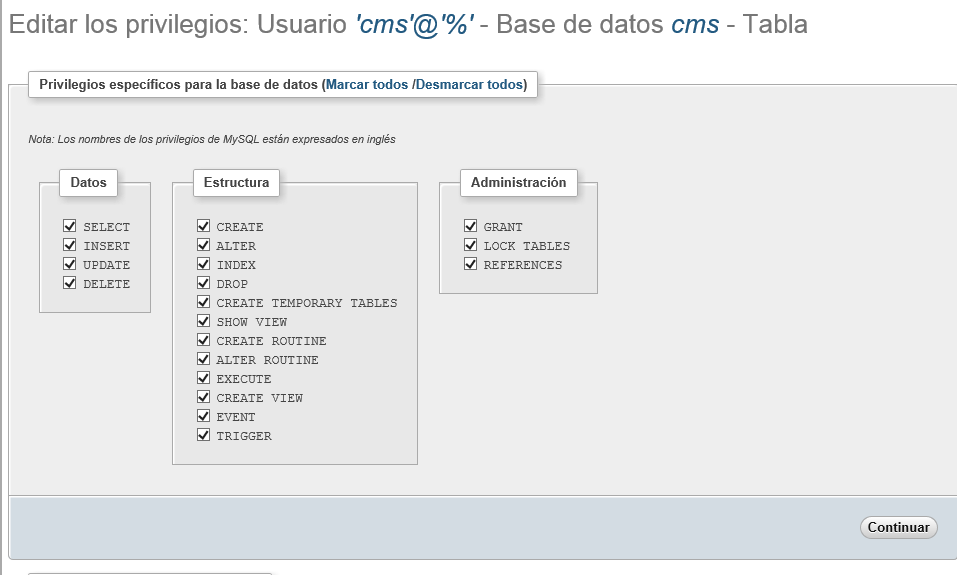 Editar los privilegios: Usuario 'cms'@'%' - Base de datos cms - Tabla
Privilegios específicos para la base de datos (Marcar todos /Desmarcar todos)
Nota: Los nombres de los privilegios de MySQL están expresados en inglés
Datos
SELECT
INSERT
UPDATE
DELETE
Estructura
CREATE
ALTER
INDEX
DROP
CREATE TEMPORARY TABLES
SHOW VIEW
CREATE ROUTINE
ALTER ROUTINE
EXECUTE
CREATE VIEW
EVENT
TRIGGER
Administración
GRANT
LOCK TABLES
REFERENCES
Continuar